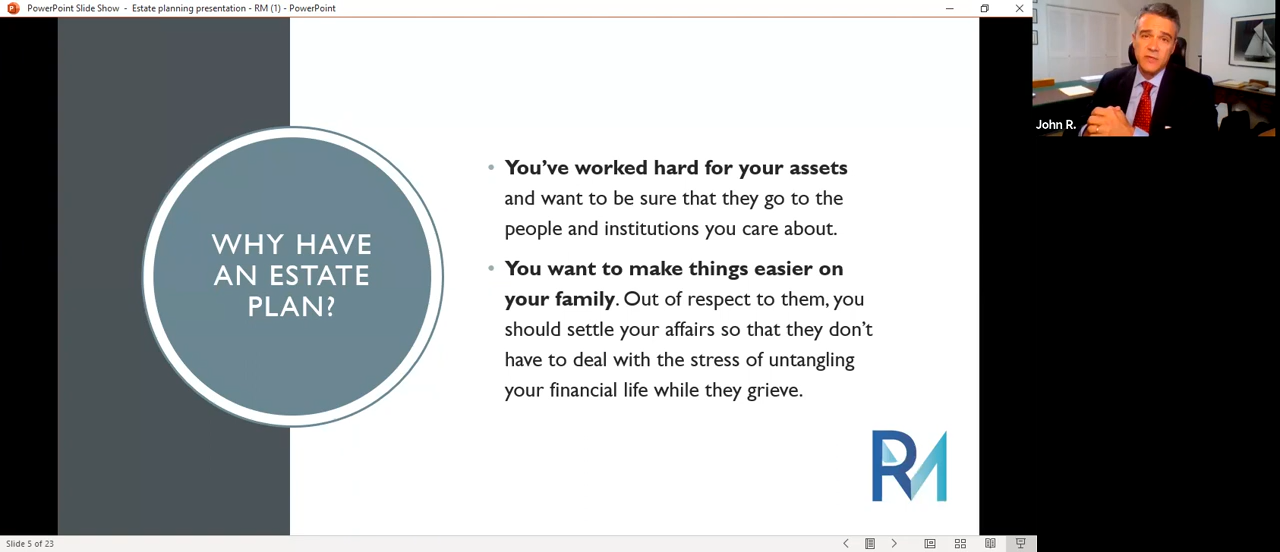 PowerPoint Slide Show - Estate planning presentation - RM (1) - PowerPoint
John R.
WHY HAVE
AN ESTATE
PLAN?
• You’ve worked hard for your assets
and want to be sure that they go to the
people and institutions you care about.
• You want to make things easier on
your family. Out of respect to them, you
should settle your affairs so that they don’t
have to deal with the stress of untangling
your financial life while they grieve.
RM
Slide 5 of 23